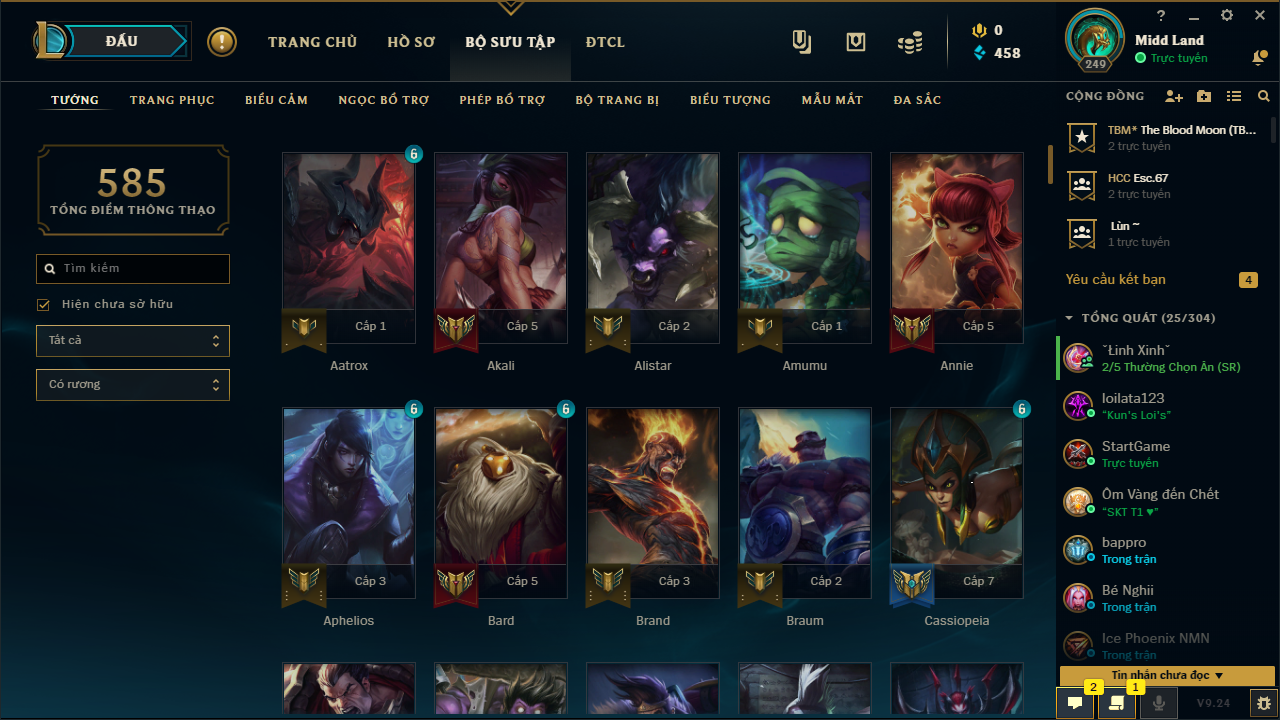 ĐẤU
TRANG CHỦ
HỒ SƠ
BỘ SƯU TẬP
ĐTCL
0
458
249
Midd Land
Trực tuyến
TƯỚNG
TRANG PHỤC
BIỂU CẢM
NGỌC BỔ TRỢ
PHÉP BỔ TRỢ
BỘ TRANG BỊ
BIỂU TƯỢNG
MẪU MẮT
ĐA SẮC
585
TỔNG ĐIỂM THÔNG THẠO
Tìm kiếm
Hiện chưa sở hữu
Tất cả
Có rương
6
Cấp 1
Cấp 5
Cấp 2
Cấp 1
Cấp 5
Aatrox
Akali
Alistar
Amumu
Annie
6
6
6
Cấp 3
Cấp 5
Cấp 3
Cấp 2
Cấp 7
Aphelios
Bard
Brand
Braum
Cassiopeia
CỘNG ĐỒNG
TBM* The Blood Moon (TB...
2 trực tuyến
HCC Esc.67
2 trực tuyến
Lùn ~
1 trực tuyến
Yêu cầu kết bạn
4
TỔNG QUÁT (25/304)
ˇŁinh Xinhˇ
2/5 Thường Chọn Ẩn (SR)
loilata123
“Kun's Loi's”
StartGame
Trực tuyến
Ôm Vàng đến Chết
“SKT T1 ♥”
bappro
Trong trận
Bé Nghii
Trong trận
Ice Phoenix NMN
Trong trận
Tin nhắn chưa đọc
2
1
V9.24